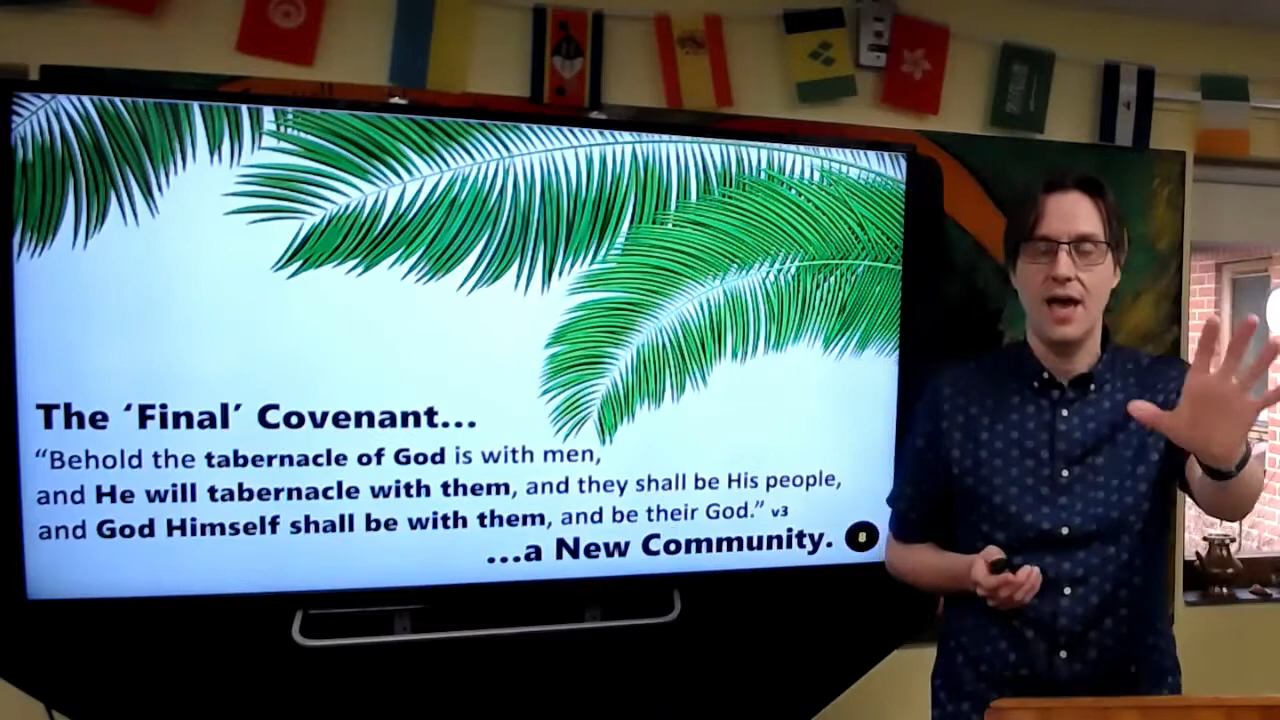 The ‘Final’ Covenant...
“Behold the tabernacle of God is with men,
and He will tabernacle with them, and they shall be His people,
and God Himself shall be with them, and be their God.” v3
...a New Community. 8